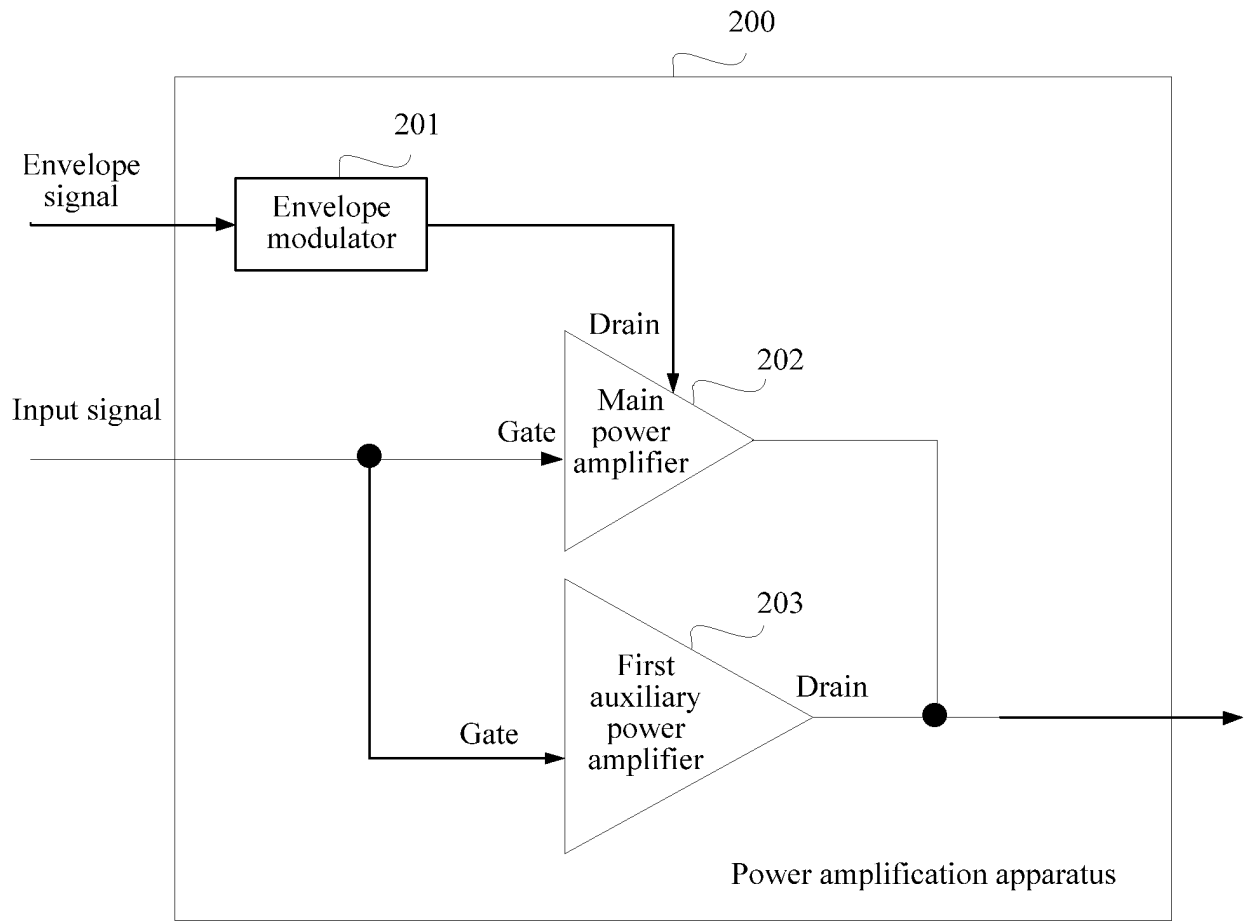 200
201
Envelope
signal
Envelope
modulator
Drain
202
Input signal
Main
power
amplifier
Gate
203
First
auxiliary
power
amplifier
Drain
Gate
Power amplification apparatus